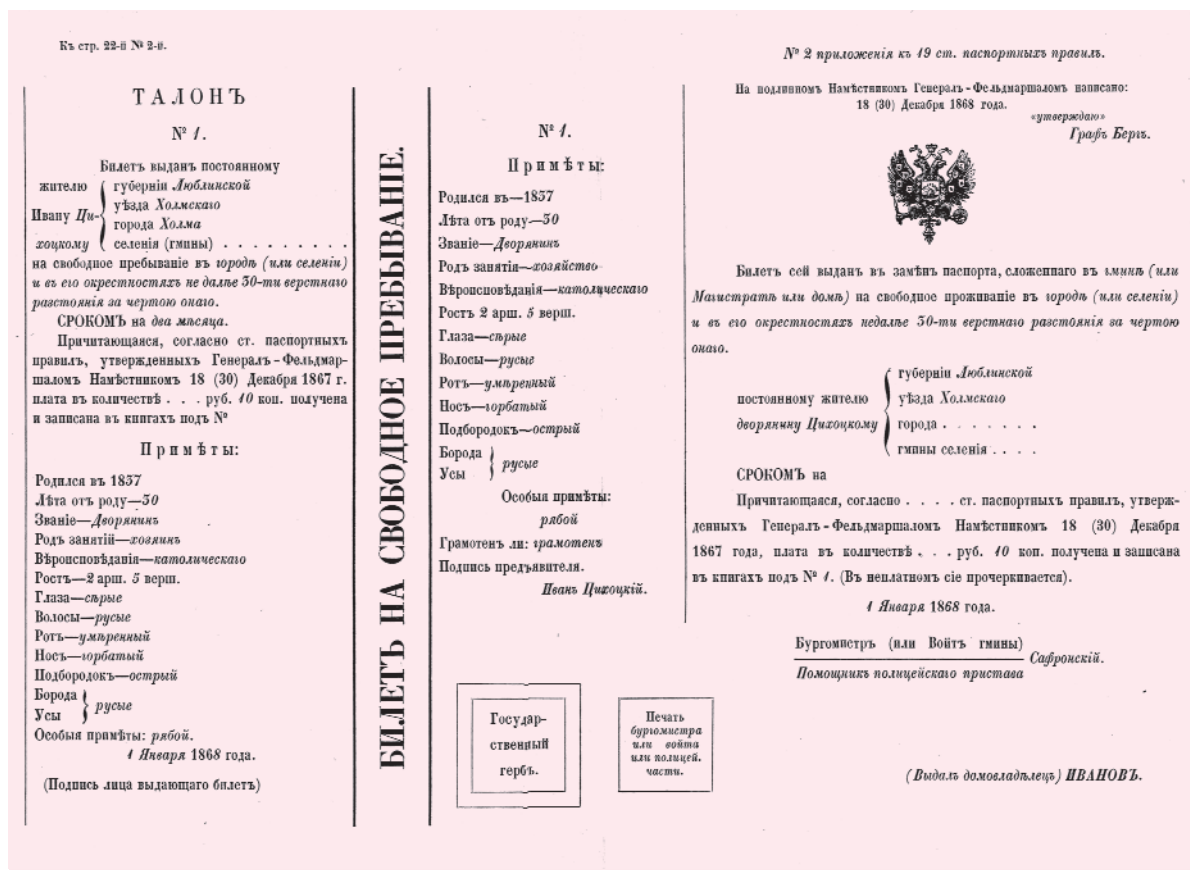 Къ стр. 22-й № 2-й.
ТАЛОНЪ
№ 1.
Билетъ выданъ постоянному
жителю
Ивану Ци-
хоцкому
губерніи Люблинской
уѣзда Холмскаго
города Холма
селенія (гмины) . . . . . . . . . .
на свободное пребываніе въ городѣ (или селеніи)
и въ его окрестностяхъ не далѣе 30-ти верстнаго
разстоянія за чертою онаго.
СРОКОМЪ на два мѣсяца.
Причитающаяся, согласно ст. паспортныхъ
правилъ, утвержденныхъ Генералъ-Фельдмар-
шаломъ Намѣстникомъ 18 (30) Декабря 1867 г.
плата въ количествѣ . . . руб. 10 коп. получена
и записана въ книгахъ подъ №
Примѣты:
Родился въ 1837
Лѣта отъ роду—30
Званіе—Дворянинъ
Родъ занятій—хозяинъ
Вѣроисповѣданія—католическаго
Ростъ—2 арш. 5 верш.
Глаза—сѣрые
Волосы—русые
Ротъ—умѣренный
Носъ—горбатый
Подбородокъ—острый
Борода
Усы
русые
Особыя примѣты: рябой.
1 Января 1868 года.
(Подпись лица выдающаго билетъ)
БИЛЕТЪ НА СВОБОДНОЕ ПРЕБЫВАНІЕ.
№ 1.
Примѣты:
Родился въ—1837
Лѣта отъ роду—30
Званіе—Дворянинъ
Родъ занятія—хозяйство
Вѣроисповѣданія—католическаго
Ростъ 2 арш. 5 верш.
Глаза—сѣрые
Волосы—русые
Ротъ—умѣренный
Носъ—горбатый
Подбородокъ—острый
Борода
Усы
русые
Особыя примѣты:
рябой
Грамотенъ ли: грамотенъ
Подпись предъявителя.
Иванъ Цихоцкій.
Государ-
ственный
гербъ.
Печать
бургомистра
или войта
или полицей.
части.
№ 2 приложенія къ 19 ст. паспортныхъ правилъ.
На подлинномъ Намѣстникомъ Генералъ-Фельдмаршаломъ написано:
18 (30) Декабря 1868 года.
«утверждаю»
Графъ Бергъ.
Билетъ сей выданъ въ замѣнъ паспорта, сложеннаго въ гминѣ (или
Магистратѣ или домѣ) на свободное проживаніе въ городѣ (или селеніи)
и въ его окрестностяхъ недалѣе 30-ти верстнаго разстоянія за чертою
онаго.
постоянному жителю
дворянину Цихоцкому
губерніи Люблинской
уѣзда Холмскаго
города . . . . . . .
гмины селенія . . . .
СРОКОМЪ на
Причитающаяся, согласно . . . . ст. паспортныхъ правилъ, утверж-
денныхъ Генералъ-Фельдмаршаломъ Намѣстникомъ 18 (30) Декабря
1867 года, плата въ количествѣ . . . руб. 10 коп. получена и записана
въ книгахъ подъ № 1. (Въ неплатномъ сіе прочеркивается).
1 Января 1868 года.
Бургомистръ (или Войтъ гмины)
Помощникъ полицейскаго пристава
Сафронскій.
(Выдалъ домовладѣлецъ) ИВАНОВЪ.